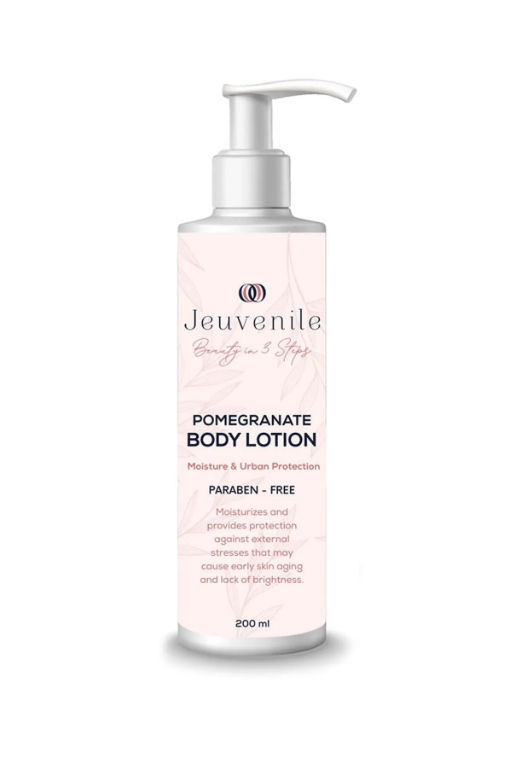 Jeuvenile
Beauty in 3 Steps
POMEGRANATE
BODY LOTION
Moisture & Urban Protection
PARABEN - FREE
Moisturizes and
provides protection
against external
stresses that may
cause early skin aging
and lack of brightness.
200 ml